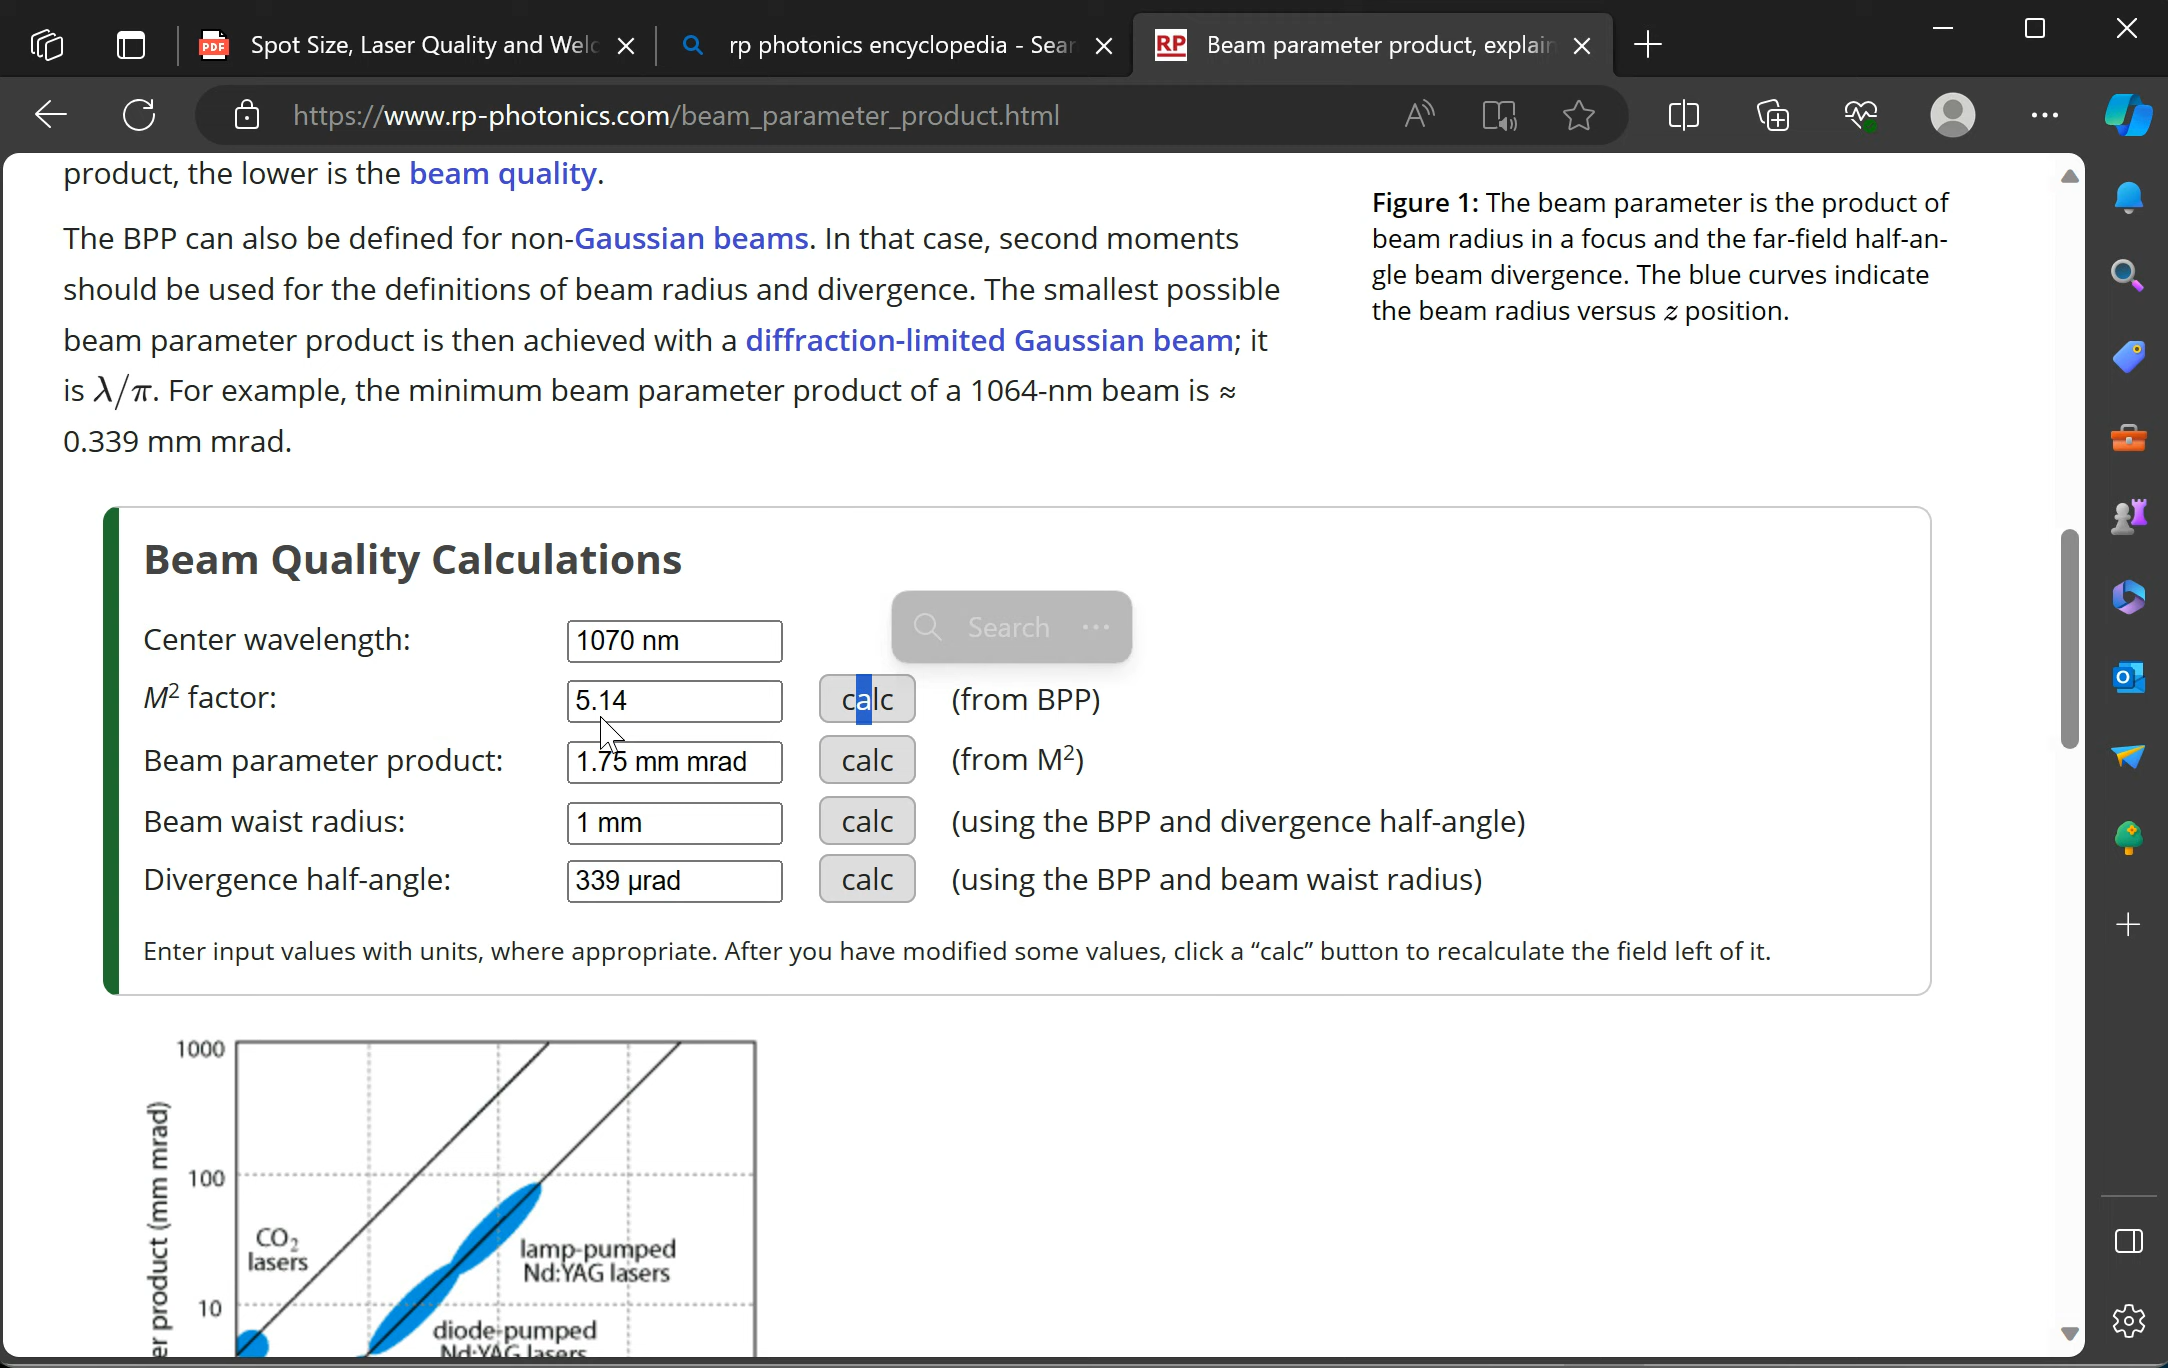 Spot Size, Laser Quality and Weld
rp photonics encyclopedia - Sear
RP
Beam parameter product, explain
PDF
https://www.rp-photonics.com/beam_parameter_product.html
product, the lower is the beam quality.
The BPP can also be defined for non-Gaussian beams. In that case, second moments
should be used for the definitions of beam radius and divergence. The smallest possible
beam parameter product is then achieved with a diffraction-limited Gaussian beam; it
is λ/π. For example, the minimum beam parameter product of a 1064-nm beam is ≈
0.339 mm mrad.
Figure 1: The beam parameter is the product of
beam radius in a focus and the far-field half-an-
gle beam divergence. The blue curves indicate
the beam radius versus z position.
Beam Quality Calculations
Search ···
Center wavelength: 1070 nm
M² factor: 5.14 calc (from BPP)
Beam parameter product: 1.75 mm mrad calc (from M²)
Beam waist radius: 1 mm calc (using the BPP and divergence half-angle)
Divergence half-angle: 339 μrad calc (using the BPP and beam waist radius)
Enter input values with units, where appropriate. After you have modified some values, click a “calc” button to recalculate the field left of it.
1000
100
10
er product (mm mrad)
CO₂
lasers
lamp-pumped
Nd:YAG lasers
diode-pumped
Nd:YAG lasers